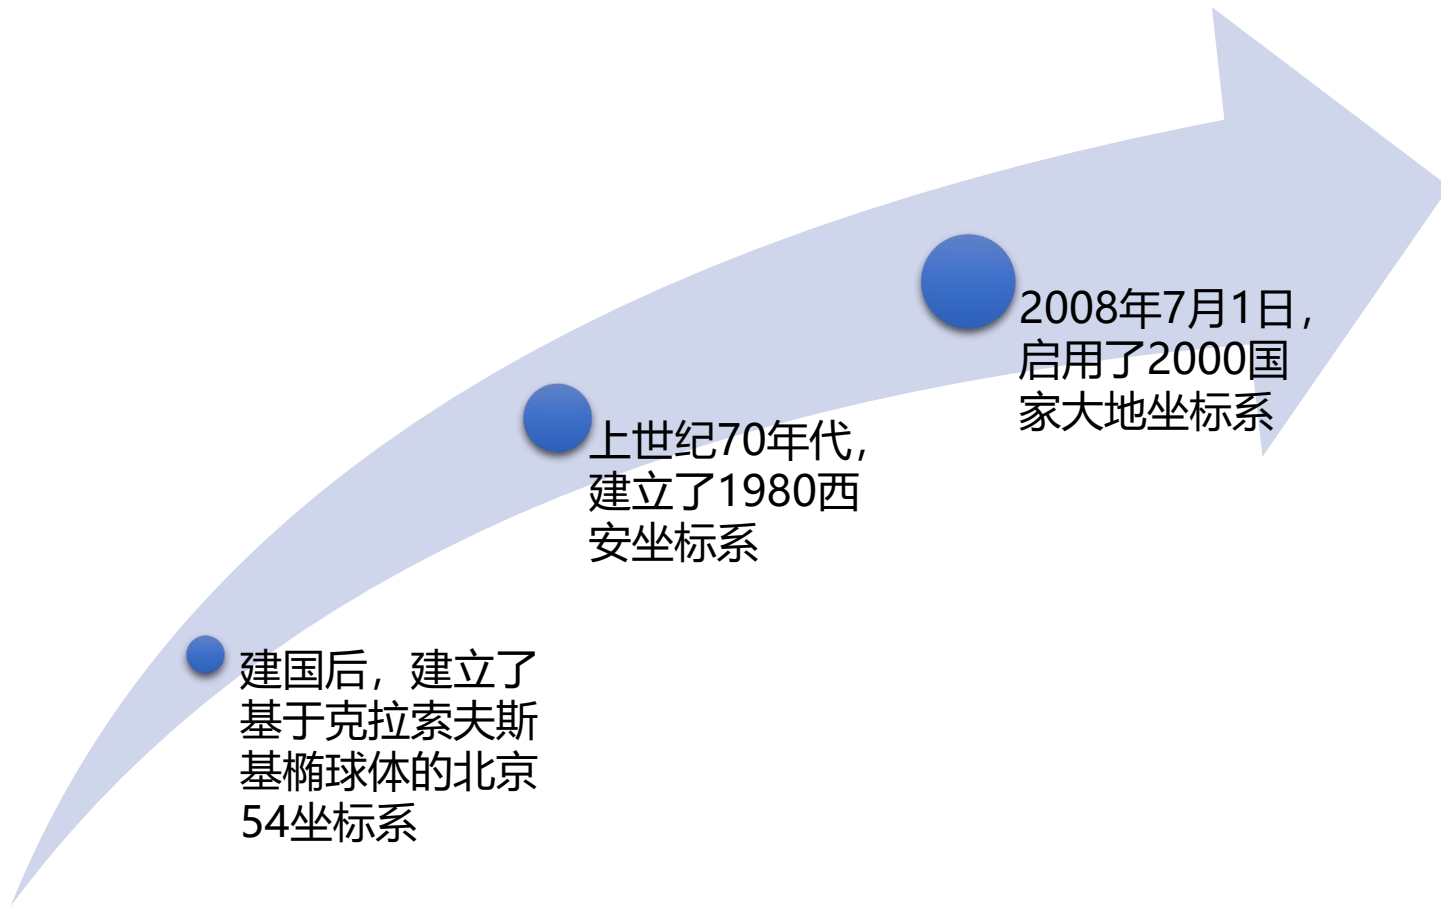 2008年7月1日，
启用了2000国
家大地坐标系
上世纪70年代，
建立了1980西
安坐标系
建国后，建立了
基于克拉索夫斯
基椭球体的北京
54坐标系